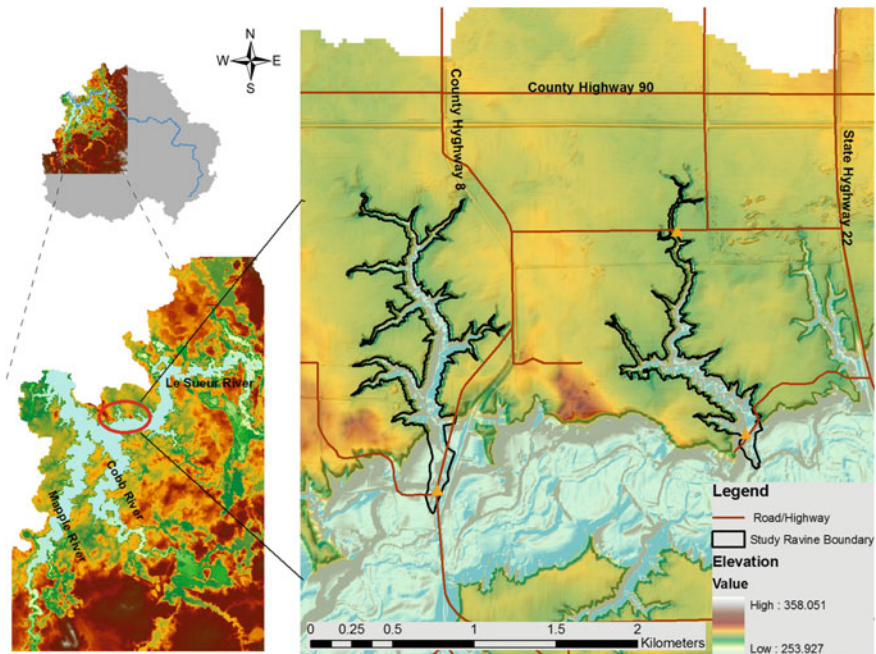 N
W E
S
County Hyghway 8
County Highway 90
State Hyghway 22
Le Sueur River
Cobb River
Mapple River
Legend
Road/Highway
Study Ravine Boundary
Elevation
Value
High : 358.051
Low : 253.927
0 0.25 0.5 1 1.5 2
Kilometers